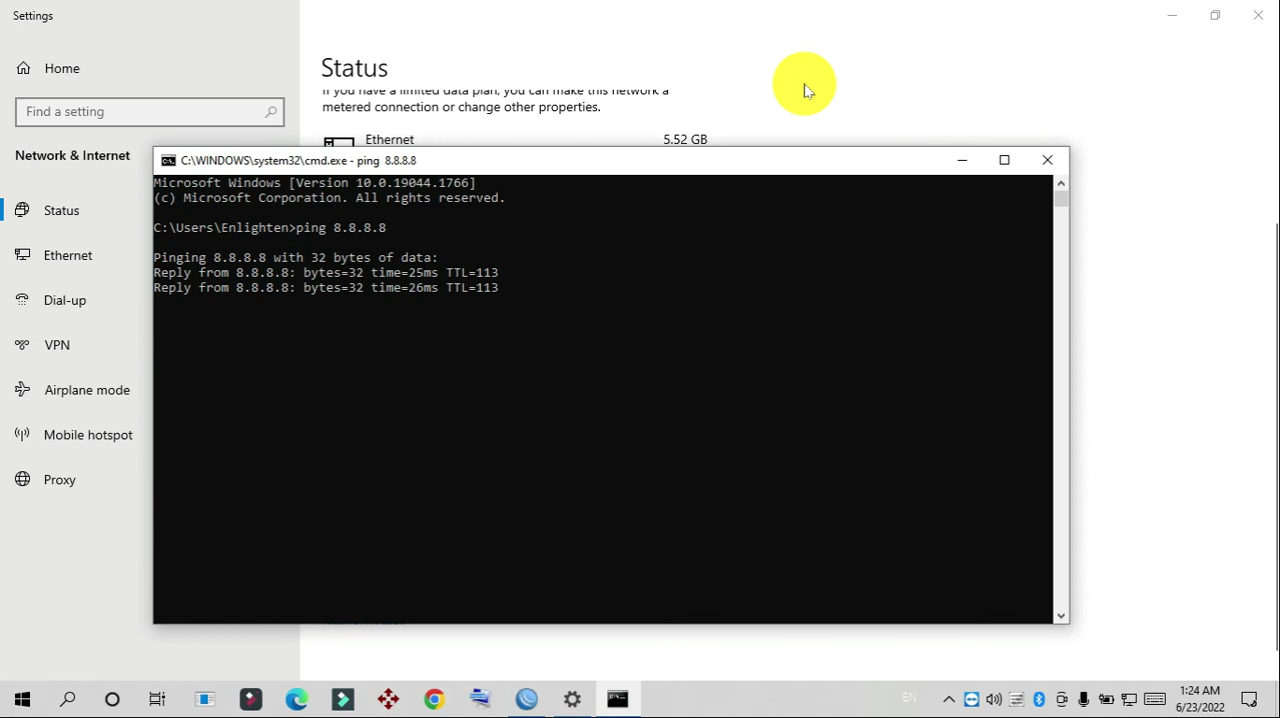 Settings
Home
Find a setting
Network & Internet
Status
Ethernet
Dial-up
VPN
Airplane mode
Mobile hotspot
Proxy
Status
If you have a limited data plan, you can make this network a
metered connection or change other properties.
Ethernet 5.52 GB
C:\WINDOWS\system32\cmd.exe - ping 8.8.8.8
Microsoft Windows [Version 10.0.19044.1766]
(c) Microsoft Corporation. All rights reserved.
C:\Users\Enlighten>ping 8.8.8.8
Pinging 8.8.8.8 with 32 bytes of data:
Reply from 8.8.8.8: bytes=32 time=25ms TTL=113
Reply from 8.8.8.8: bytes=32 time=26ms TTL=113
EN
1:24 AM
6/23/2022